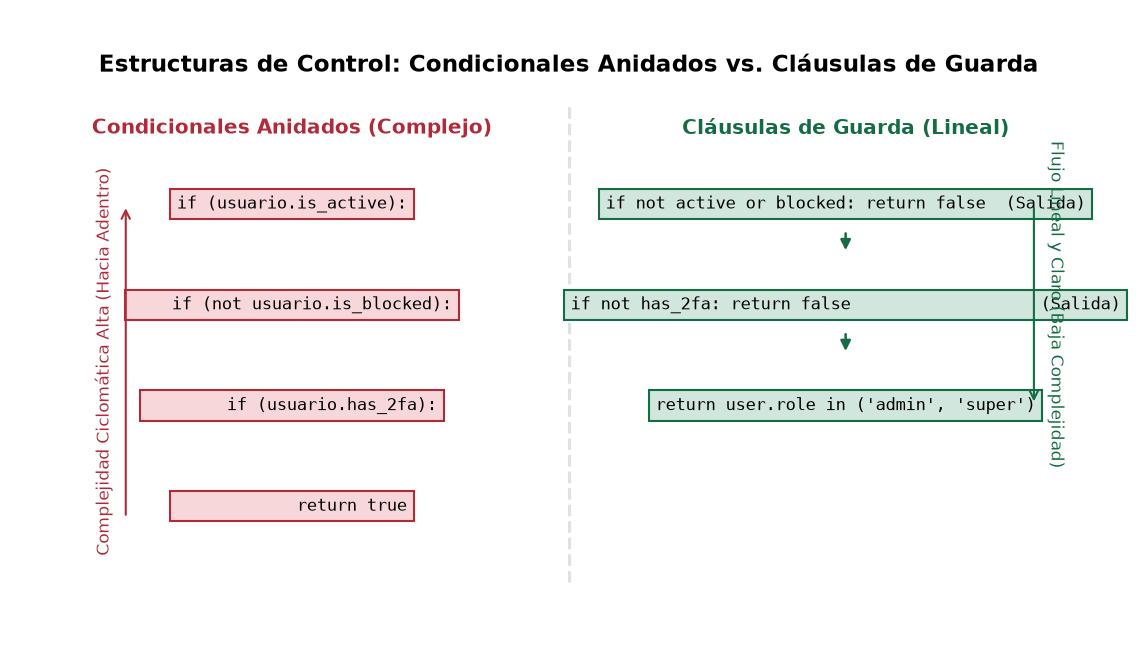 Estructuras de Control: Condicionales Anidados vs. Cláusulas de Guarda
Condicionales Anidados (Complejo)
Complejidad Ciclomática Alta (Hacia Adentro)
if (usuario.is_active):
if (not usuario.is_blocked):
if (usuario.has_2fa):
return true
Cláusulas de Guarda (Lineal)
if not active or blocked: return false  (Salida)
if not has_2fa: return false                   (Salida)
return user.role in ('admin', 'super')
Flujo Lineal y Claro (Baja Complejidad)